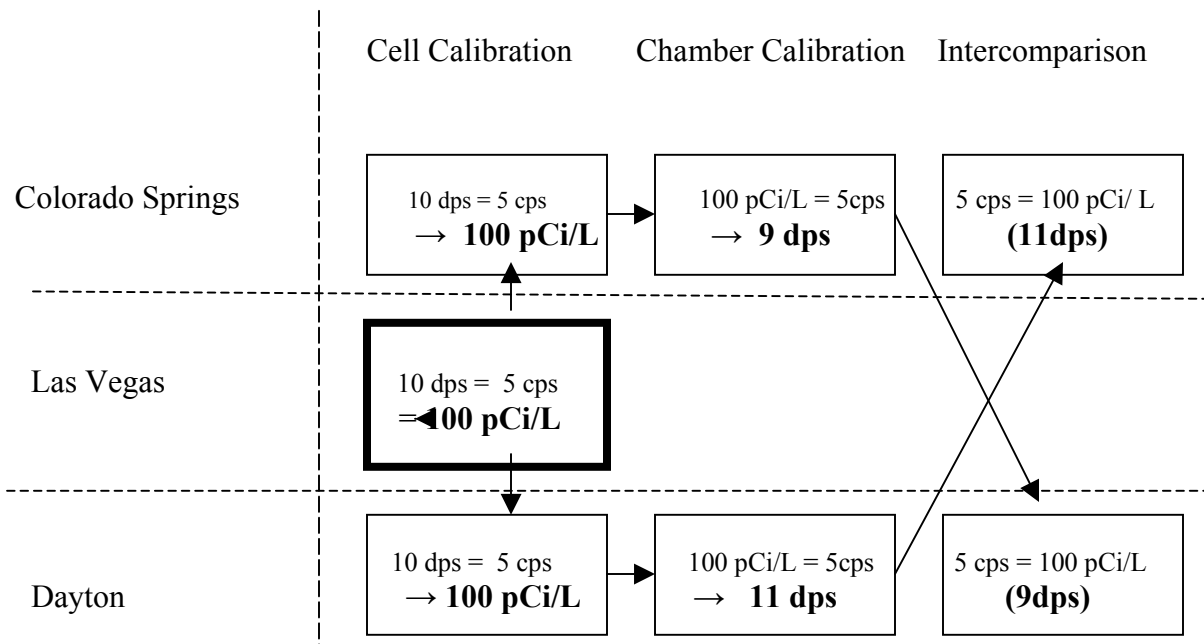 Cell Calibration Chamber Calibration Intercomparison
Colorado Springs
10 dps = 5 cps
→ 100 pCi/L
100 pCi/L = 5cps
→ 9 dps
5 cps = 100 pCi/ L
(11dps)
Las Vegas
10 dps = 5 cps
= 100 pCi/L
Dayton
10 dps = 5 cps
→ 100 pCi/L
100 pCi/L = 5cps
→ 11 dps
5 cps = 100 pCi/L
(9dps)